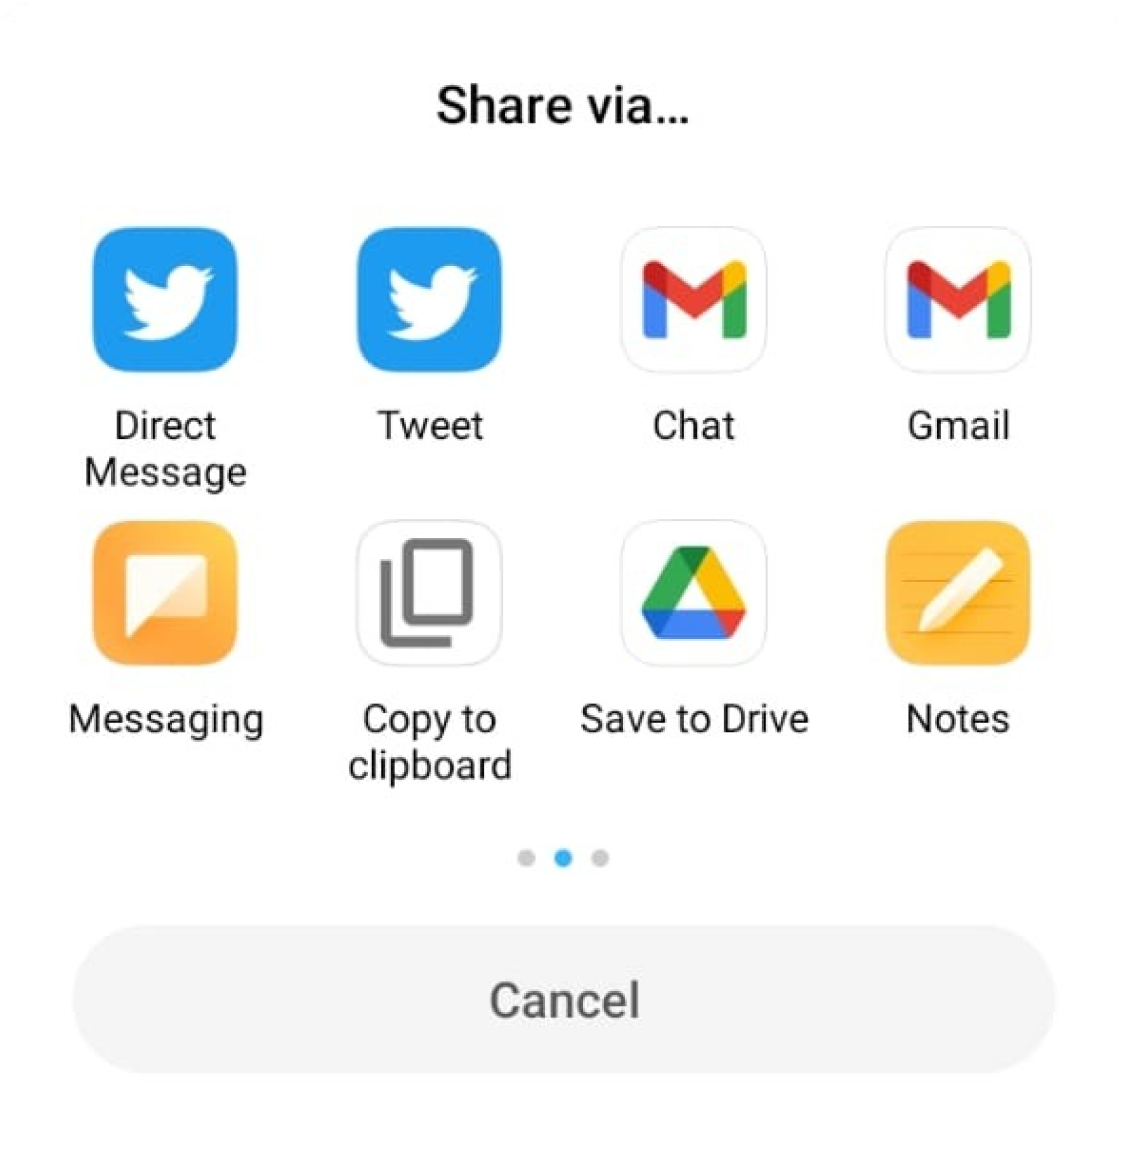 Share via...
Direct
Message
Tweet
Chat
Gmail
Messaging
Copy to
clipboard
Save to Drive
Notes
Cancel